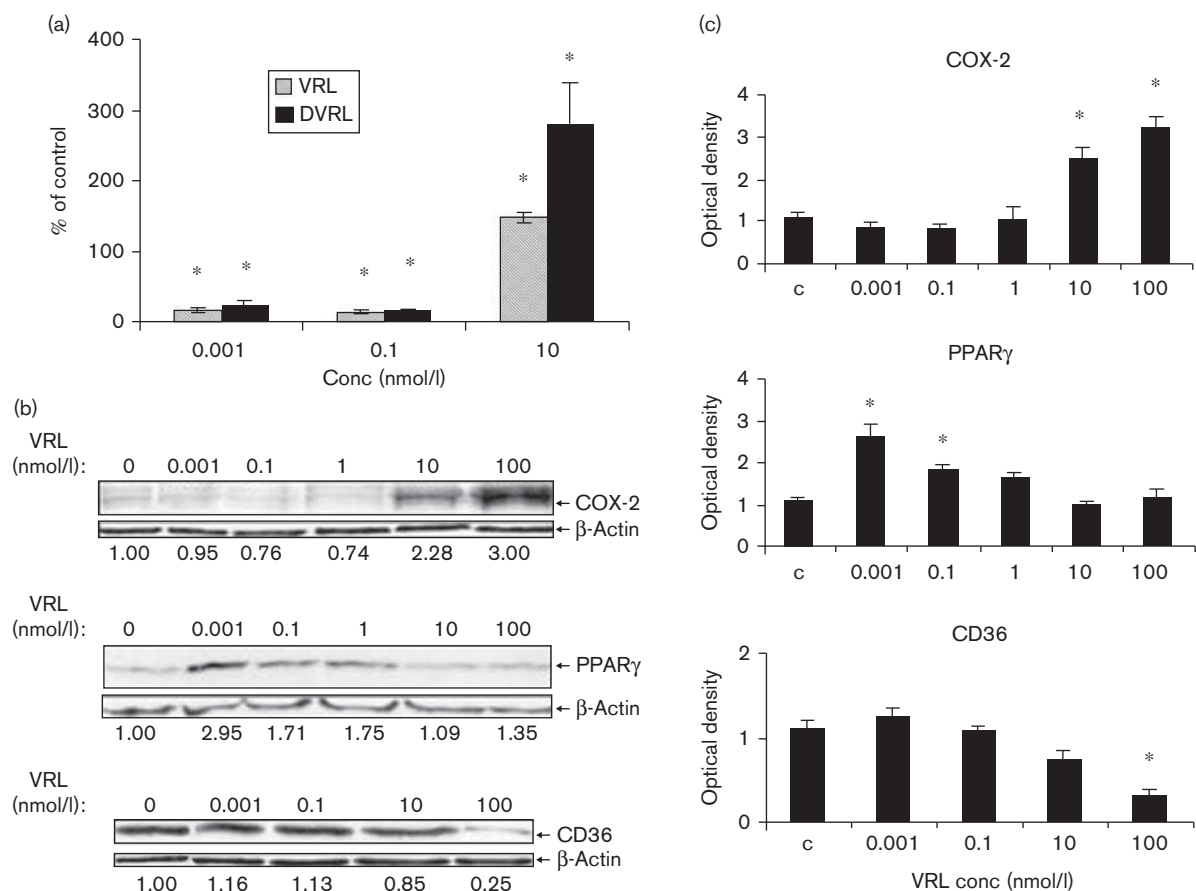 (a)
400
300
200
100
0
% of control
VRL
DVRL
* * * * * *
0.001 0.1 10
Conc (nmol/l)
(b)
VRL
(nmol/l): 0 0.001 0.1 1 10 100
← COX-2
← β-Actin
1.00 0.95 0.76 0.74 2.28 3.00
VRL
(nmol/l): 0 0.001 0.1 1 10 100
← PPARγ
← β-Actin
1.00 2.95 1.71 1.75 1.09 1.35
VRL
(nmol/l): 0 0.001 0.1 10 100
← CD36
← β-Actin
1.00 1.16 1.13 0.85 0.25
(c)
COX-2
4
3
2
1
0
Optical density
* *
c 0.001 0.1 1 10 100
PPARγ
4
3
2
1
0
Optical density
* *
c 0.001 0.1 1 10 100
CD36
2
1
0
Optical density
*
c 0.001 0.1 10 100
VRL conc (nmol/l)